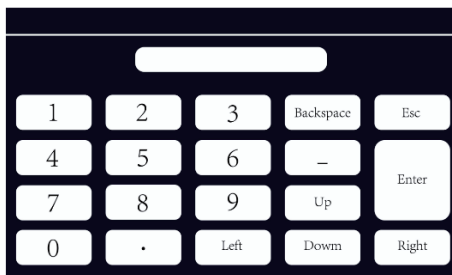 1 2 3 Backspace Esc
4 5 6 –
Enter
7 8 9 Up
0 . Left Dowm Right